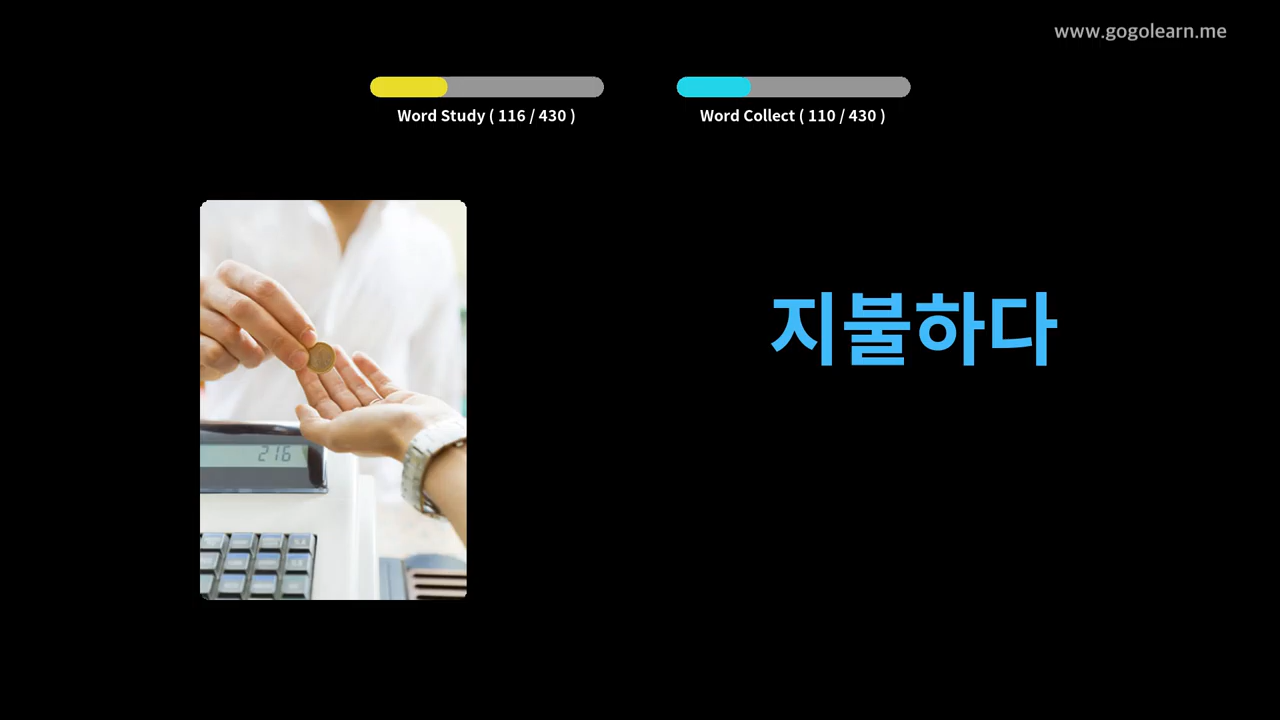 www.gogolearn.me
Word Study ( 116 / 430 )
Word Collect ( 110 / 430 )
지불하다
216